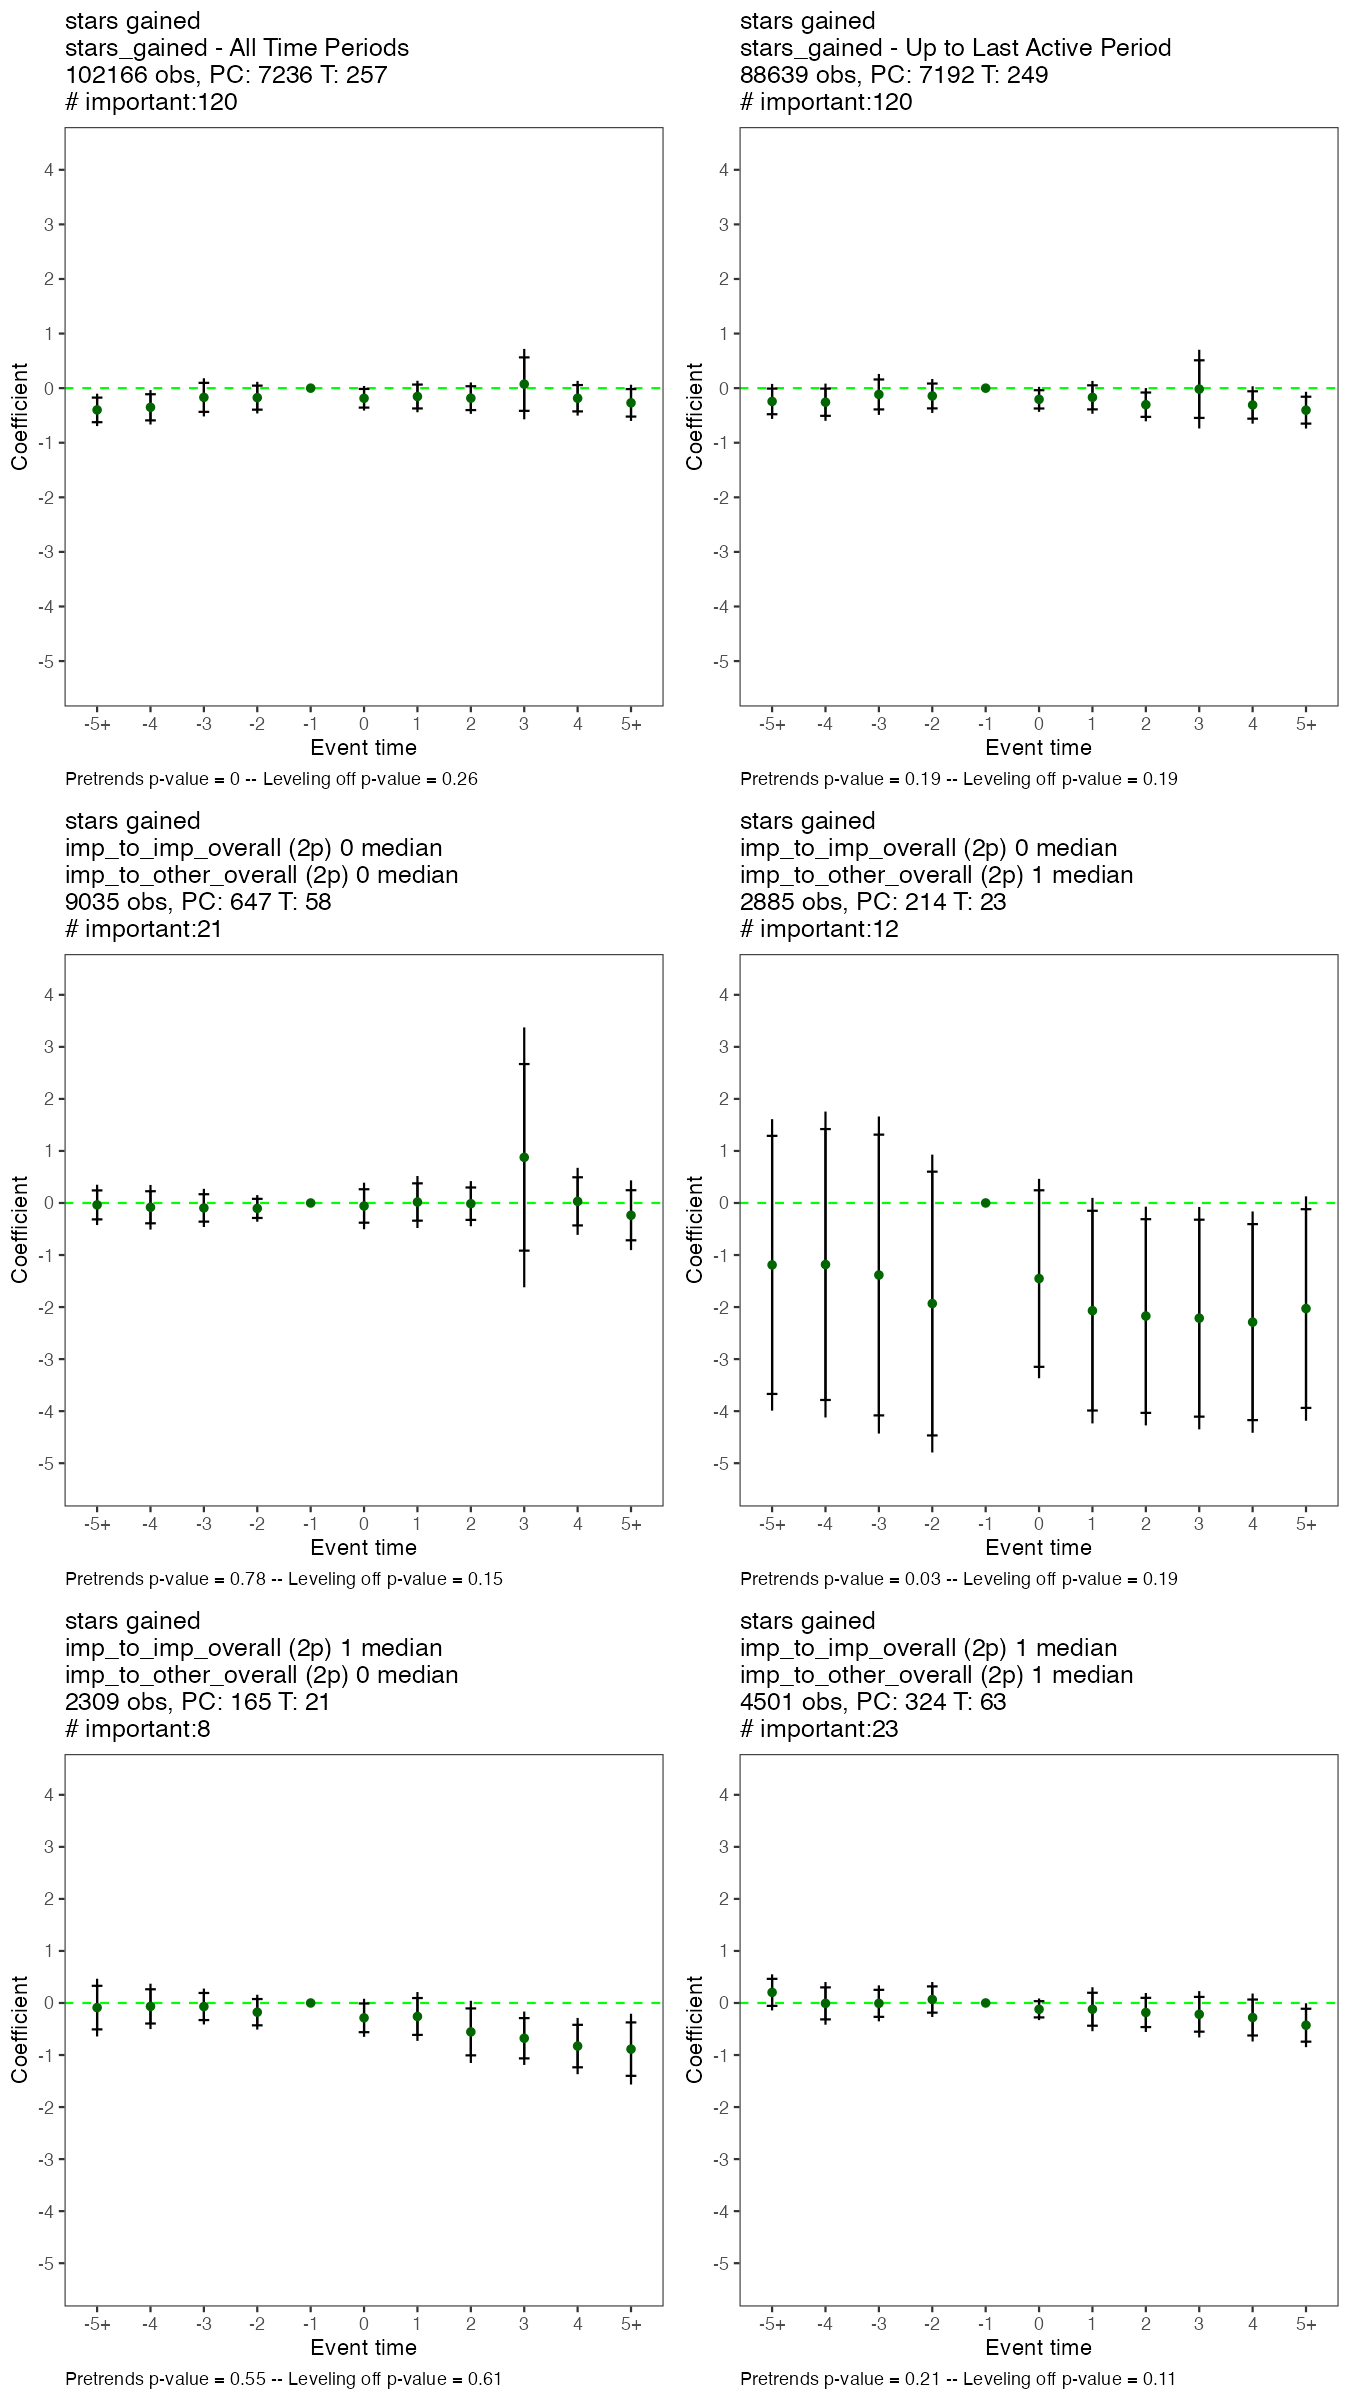 stars gained
stars_gained - All Time Periods
102166 obs, PC: 7236 T: 257
# important:120
4
3
2
1
0
-1
-2
-3
-4
-5
Coefficient
-5+ -4 -3 -2 -1 0 1 2 3 4 5+
Event time
Pretrends p-value = 0 -- Leveling off p-value = 0.26
stars gained
stars_gained - Up to Last Active Period
88639 obs, PC: 7192 T: 249
# important:120
4
3
2
1
0
-1
-2
-3
-4
-5
Coefficient
-5+ -4 -3 -2 -1 0 1 2 3 4 5+
Event time
Pretrends p-value = 0.19 -- Leveling off p-value = 0.19
stars gained
imp_to_imp_overall (2p) 0 median
imp_to_other_overall (2p) 0 median
9035 obs, PC: 647 T: 58
# important:21
4
3
2
1
0
-1
-2
-3
-4
-5
Coefficient
-5+ -4 -3 -2 -1 0 1 2 3 4 5+
Event time
Pretrends p-value = 0.78 -- Leveling off p-value = 0.15
stars gained
imp_to_imp_overall (2p) 0 median
imp_to_other_overall (2p) 1 median
2885 obs, PC: 214 T: 23
# important:12
4
3
2
1
0
-1
-2
-3
-4
-5
Coefficient
-5+ -4 -3 -2 -1 0 1 2 3 4 5+
Event time
Pretrends p-value = 0.03 -- Leveling off p-value = 0.19
stars gained
imp_to_imp_overall (2p) 1 median
imp_to_other_overall (2p) 0 median
2309 obs, PC: 165 T: 21
# important:8
4
3
2
1
0
-1
-2
-3
-4
-5
Coefficient
-5+ -4 -3 -2 -1 0 1 2 3 4 5+
Event time
Pretrends p-value = 0.55 -- Leveling off p-value = 0.61
stars gained
imp_to_imp_overall (2p) 1 median
imp_to_other_overall (2p) 1 median
4501 obs, PC: 324 T: 63
# important:23
4
3
2
1
0
-1
-2
-3
-4
-5
Coefficient
-5+ -4 -3 -2 -1 0 1 2 3 4 5+
Event time
Pretrends p-value = 0.21 -- Leveling off p-value = 0.11